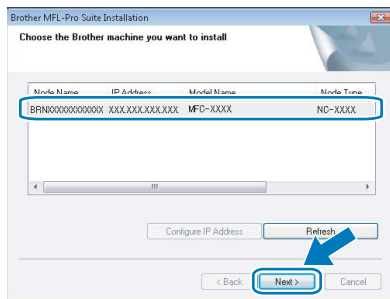 Brother MFL-Pro Suite Installation
Choose the Brother machine you want to install
Node Name IP Address Model Name Node Type
BRNXXXXXXXXXXXX XXX.XXX.XXX.XXX MFC-XXXX NC-XXXX
Configure IP Address Refresh
< Back Next > Cancel